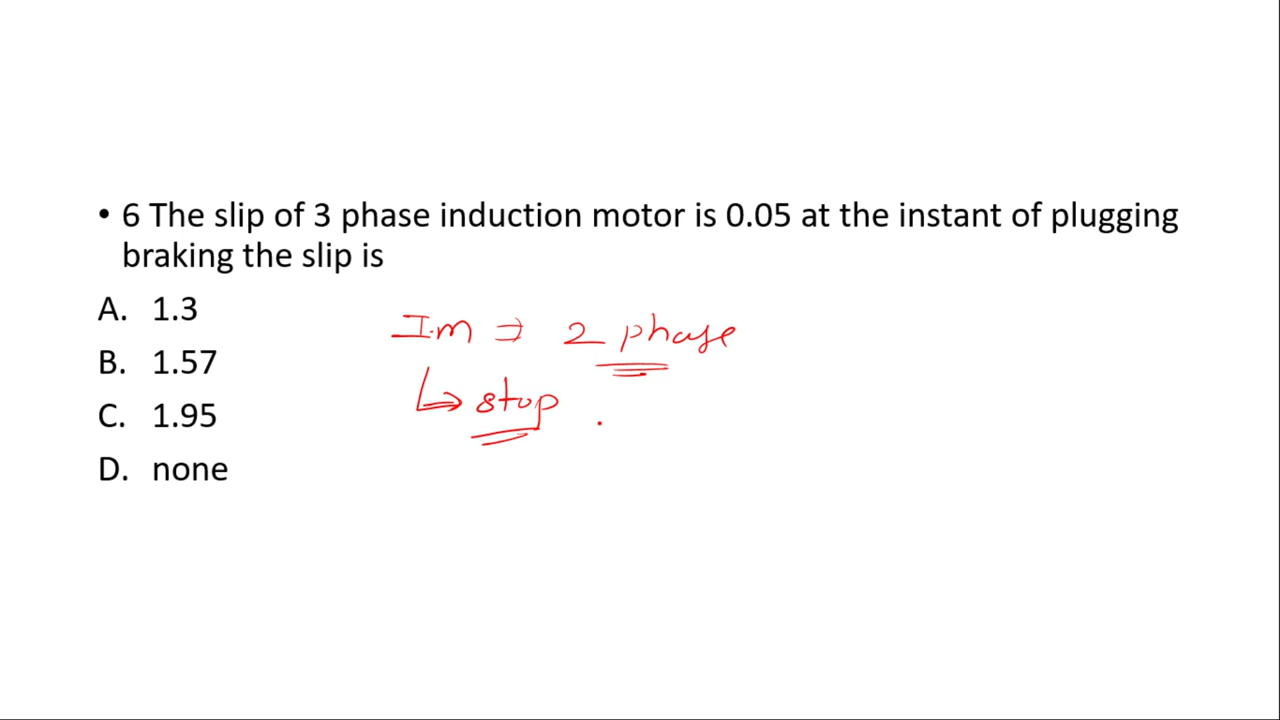 • 6 The slip of 3 phase induction motor is 0.05 at the instant of plugging
braking the slip is
A. 1.3
B. 1.57
C. 1.95
D. none
I.m ⇒ 2 phase
↳ stop